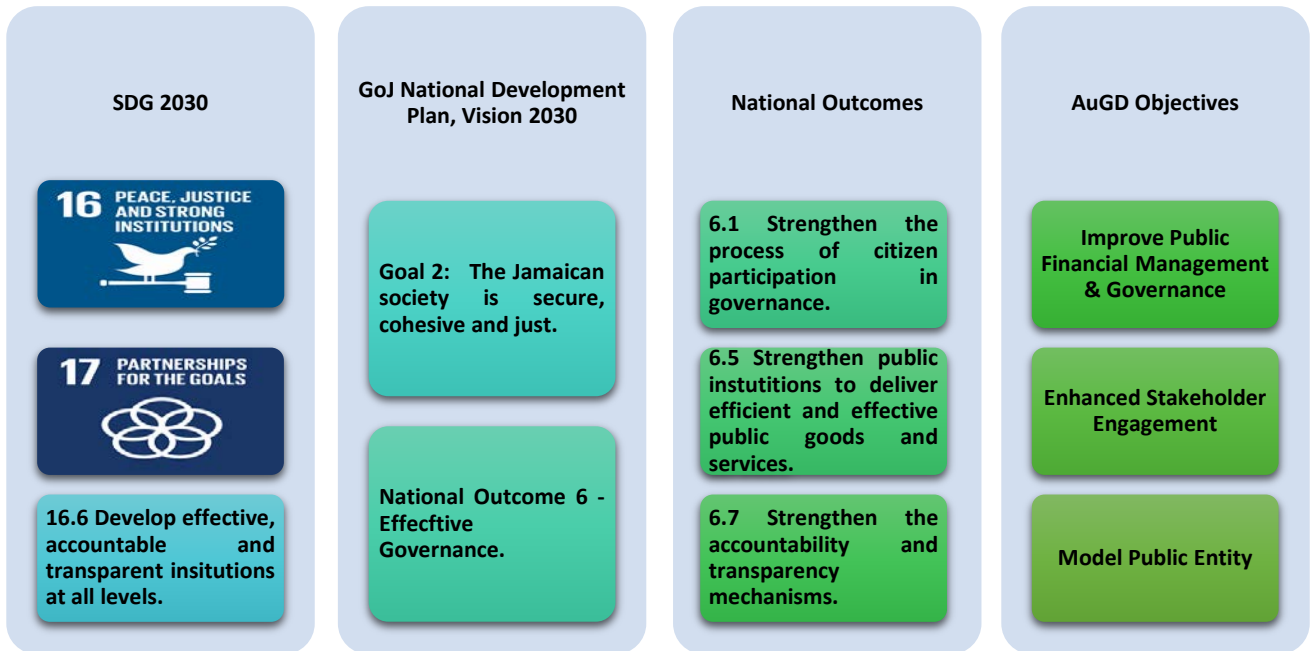 SDG 2030
16 PEACE, JUSTICE
AND STRONG
INSTITUTIONS
17 PARTNERSHIPS
FOR THE GOALS
16.6 Develop effective,
accountable and
transparent insitutions
at all levels.
GoJ National Development
Plan, Vision 2030
Goal 2: The Jamaican
society is secure,
cohesive and just.
National Outcome 6 -
Effecftive
Governance.
National Outcomes
6.1 Strengthen the
process of citizen
participation in
governance.
6.5 Strengthen public
instutitions to deliver
efficient and effective
public goods and
services.
6.7 Strengthen the
accountability and
transparency
mechanisms.
AuGD Objectives
Improve Public
Financial Management
& Governance
Enhanced Stakeholder
Engagement
Model Public Entity